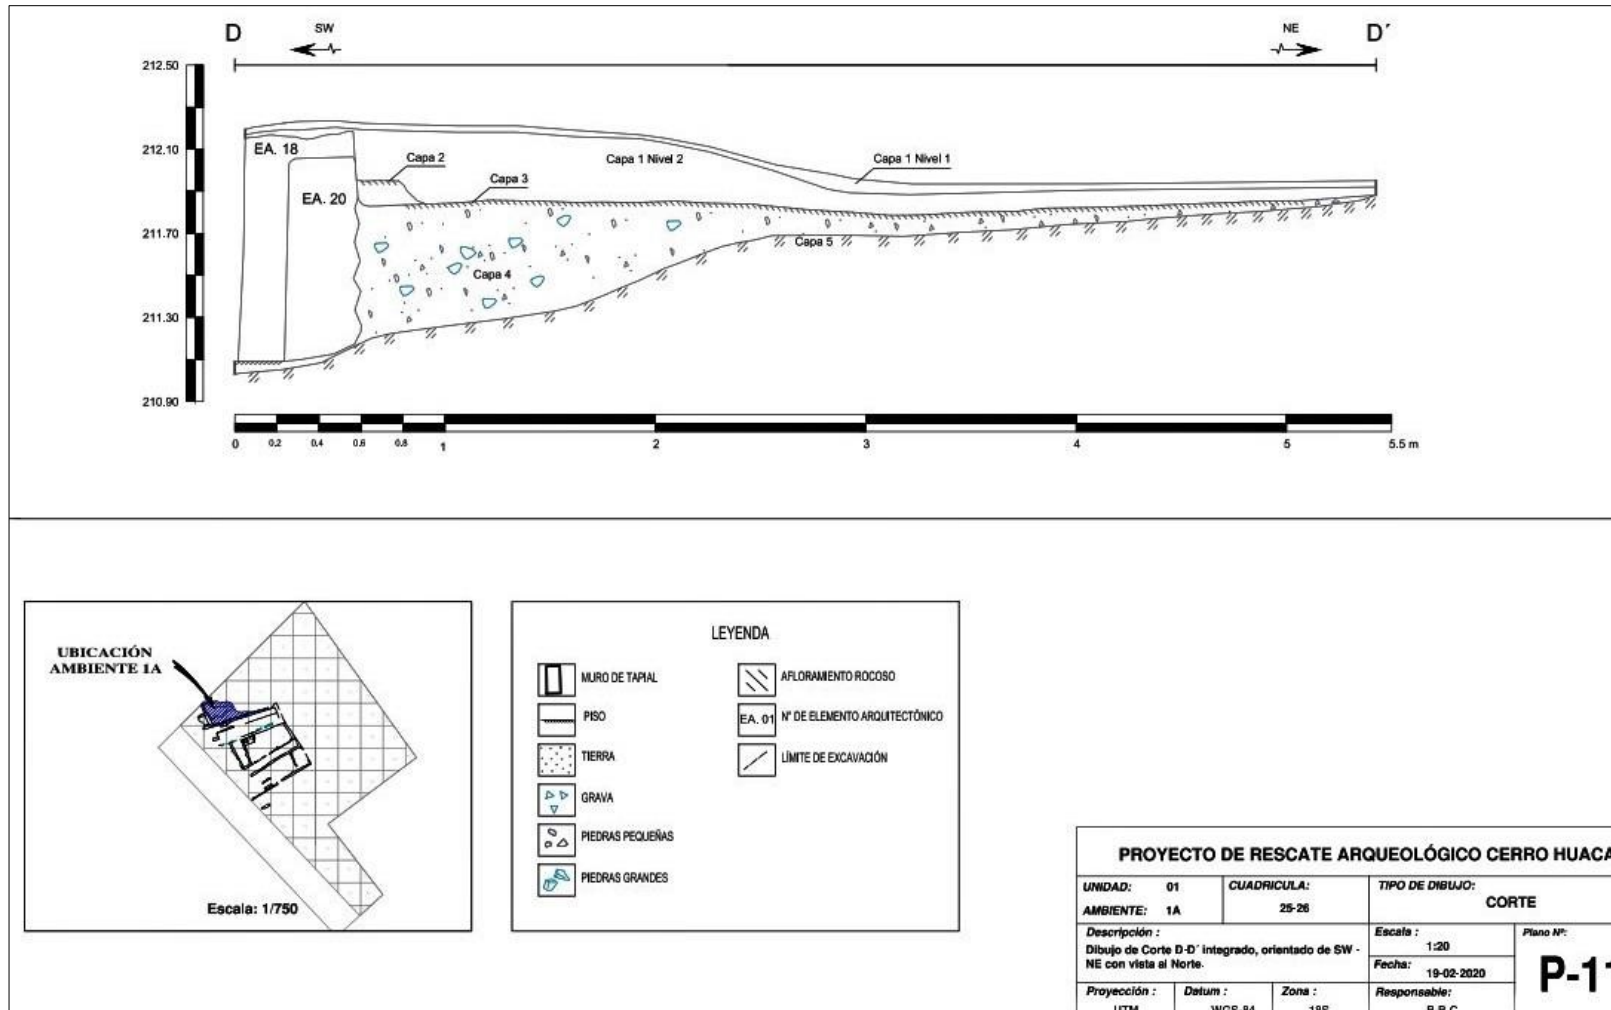 D SW NE D´
212.50
212.10
211.70
211.30
210.90
EA. 18
EA. 20
Capa 2
Capa 3
Capa 1 Nivel 2
Capa 1 Nivel 1
Capa 4
Capa 5
0 0.2 0.4 0.6 0.8 1 2 3 4 5 5.5 m
UBICACIÓN
AMBIENTE 1A
Escala: 1/750
LEYENDA
MURO DE TAPIAL
PISO
TIERRA
GRAVA
PIEDRAS PEQUEÑAS
PIEDRAS GRANDES
AFLORAMIENTO ROCOSO
EA. 01 N° DE ELEMENTO ARQUITECTÓNICO
LÍMITE DE EXCAVACIÓN
PROYECTO DE RESCATE ARQUEOLÓGICO CERRO HUACA
UNIDAD: 01
AMBIENTE: 1A
CUADRICULA:
25-26
TIPO DE DIBUJO:
CORTE
Descripción :
Dibujo de Corte D-D´ integrado, orientado de SW -
NE con vista al Norte.
Escala :
1:20
Fecha:
19-02-2020
Plano Nº:
P-11
Proyección : Datum : Zona : Responsable:
UTM WGS-84 18S